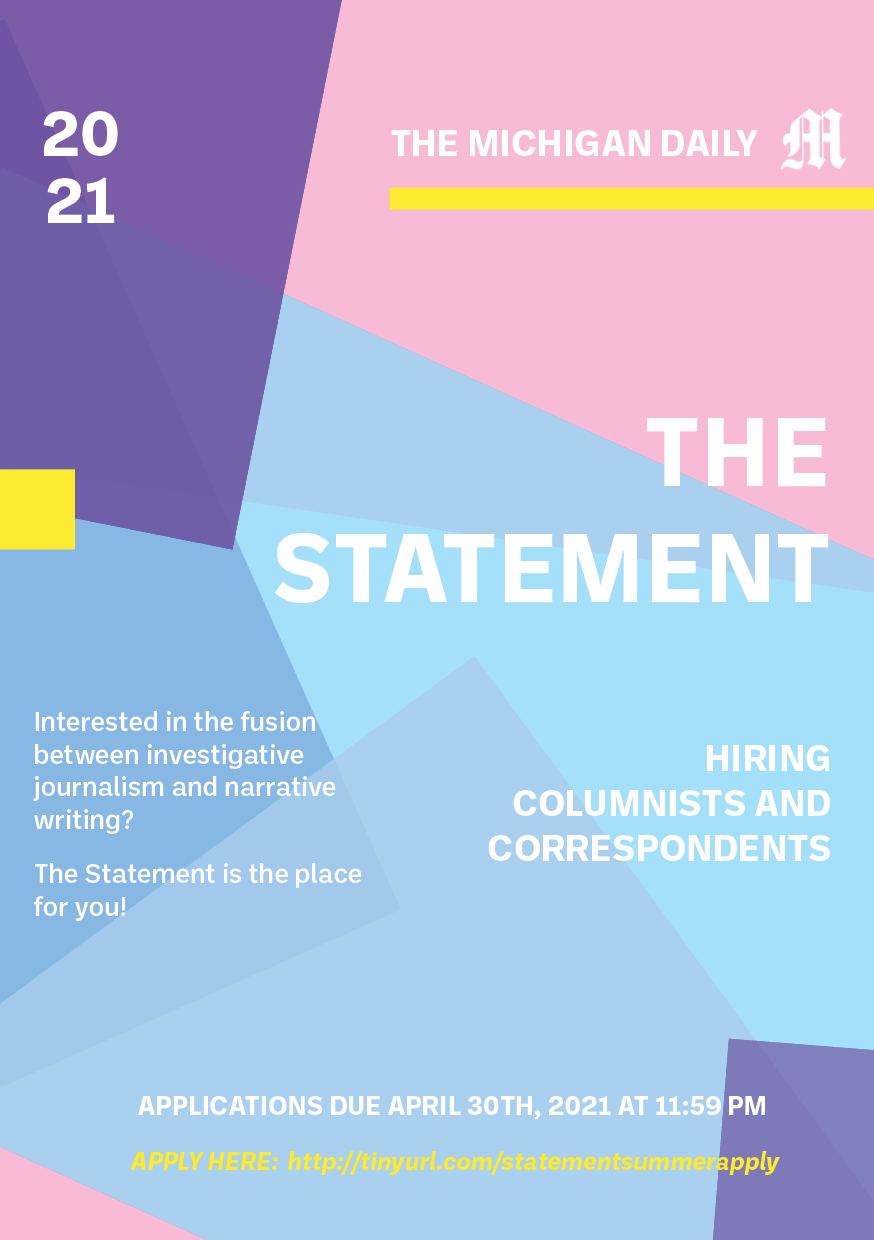 20
21
THE MICHIGAN DAILY M
THE
STATEMENT
Interested in the fusion
between investigative
journalism and narrative
writing?
The Statement is the place
for you!
HIRING
COLUMNISTS AND
CORRESPONDENTS
APPLICATIONS DUE APRIL 30TH, 2021 AT 11:59 PM
APPLY HERE: http://tinyurl.com/statementsummerapply